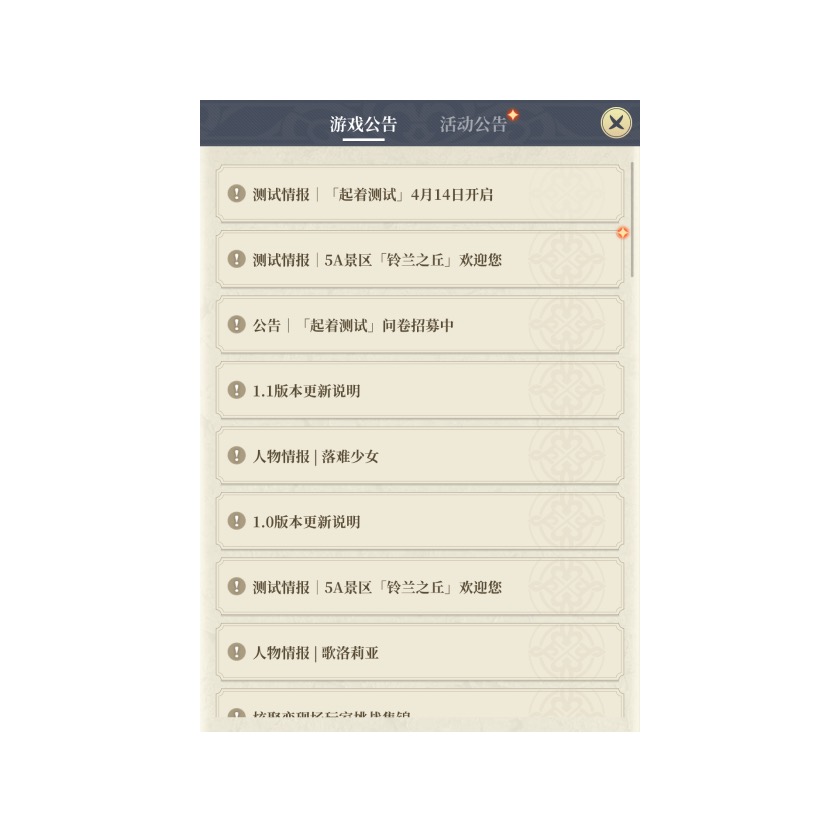 游戏公告
活动公告
测试情报｜「起着测试」4月14日开启
测试情报｜5A景区「铃兰之丘」欢迎您
公告｜「起着测试」问卷招募中
1.1版本更新说明
人物情报 | 落难少女
1.0版本更新说明
测试情报｜5A景区「铃兰之丘」欢迎您
人物情报 | 歌洛莉亚